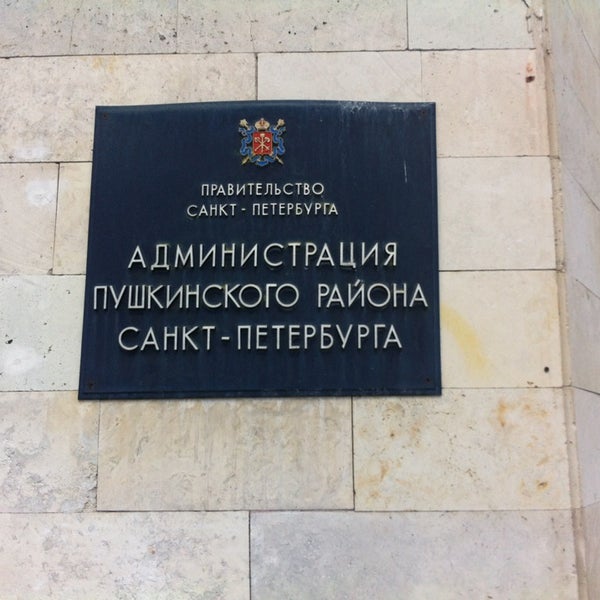 ПРАВИТЕЛЬСТВО
САНКТ - ПЕТЕРБУРГА
АДМИНИСТРАЦИЯ
ПУШКИНСКОГО РАЙОНА
САНКТ-ПЕТЕРБУРГА